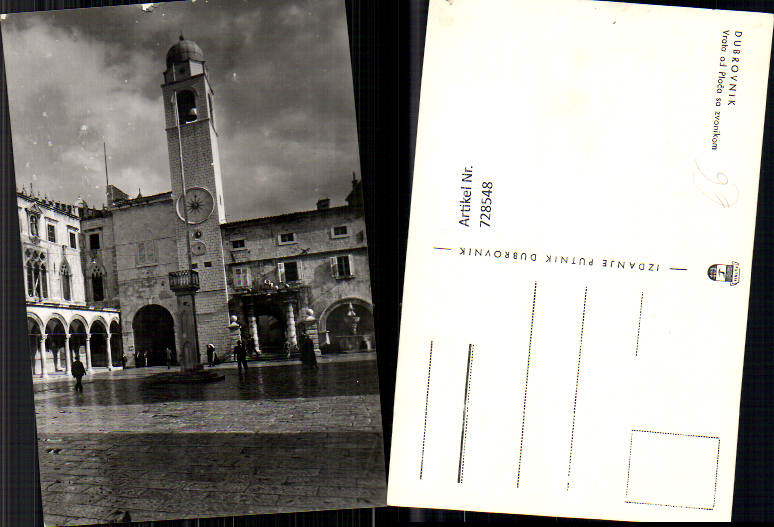 DUBROVNIK
Vrata od Ploča sa zvonikom
Artikel Nr.
728548
IZDANJE PUTNIK DUBROVNIK